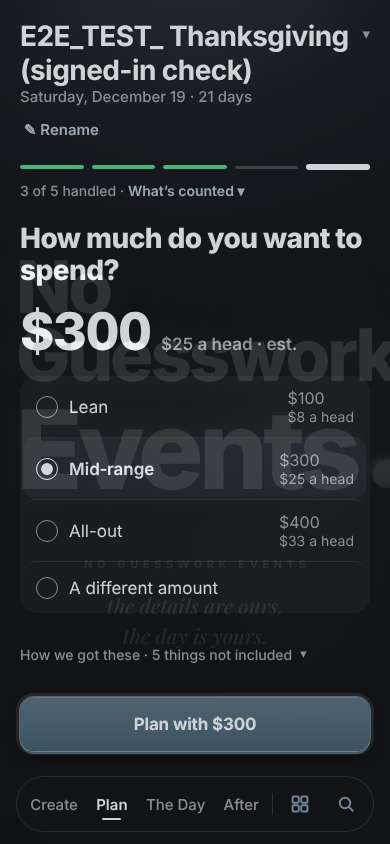 E2E_TEST_ Thanksgiving ▾
(signed-in check)
Saturday, December 19 · 21 days
✎ Rename
3 of 5 handled · What's counted ▾
How much do you want to
spend?
No
$300 $25 a head · est.
Guesswork
Lean
$100
$8 a head
Events.
Mid-range
$300
$25 a head
All-out
$400
$33 a head
NO GUESSWORK EVENTS
A different amount
the details are ours.
the day is yours.
How we got these · 5 things not included ▾
Plan with $300
Create Plan The Day After